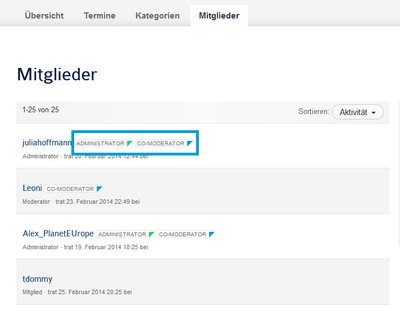 Übersicht Termine Kategorien Mitglieder
Mitglieder
1-25 von 25 Sortieren: Aktivität
juliahoffmann ADMINISTRATOR CO-MODERATOR
Administrator · trat 20. Februar 2014 12:44 bei
Leoni CO-MODERATOR
Moderator · trat 23. Februar 2014 22:49 bei
Alex_PlanetEUrope ADMINISTRATOR CO-MODERATOR
Administrator · trat 19. Februar 2014 18:25 bei
tdommy
Mitglied · trat 25. Februar 2014 20:25 bei